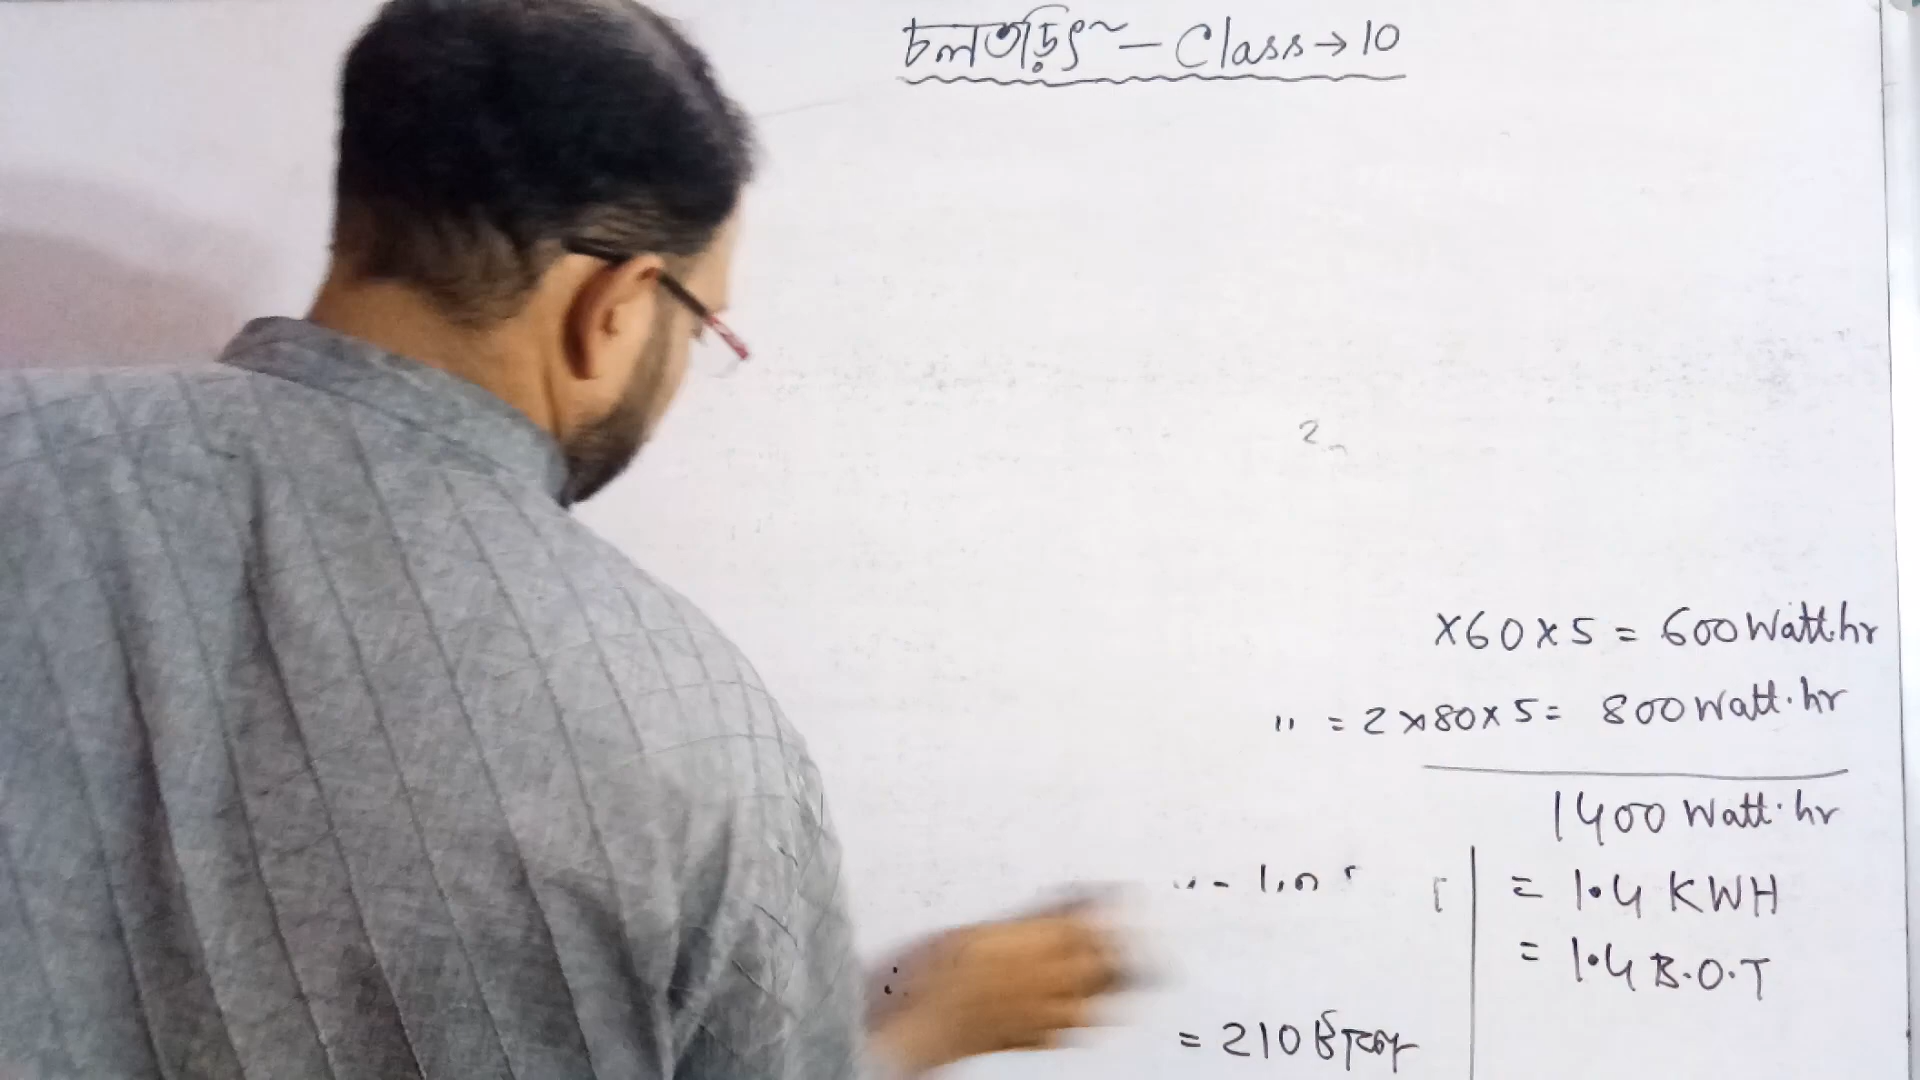 চলতড়িৎ — Class → 10
2
×60×5 = 600 Watt.hr
" = 2×80×5 = 800 Watt.hr
1400 Watt.hr
= 1.4 KWH
= 1.4 B.O.T
= 210 টাকা